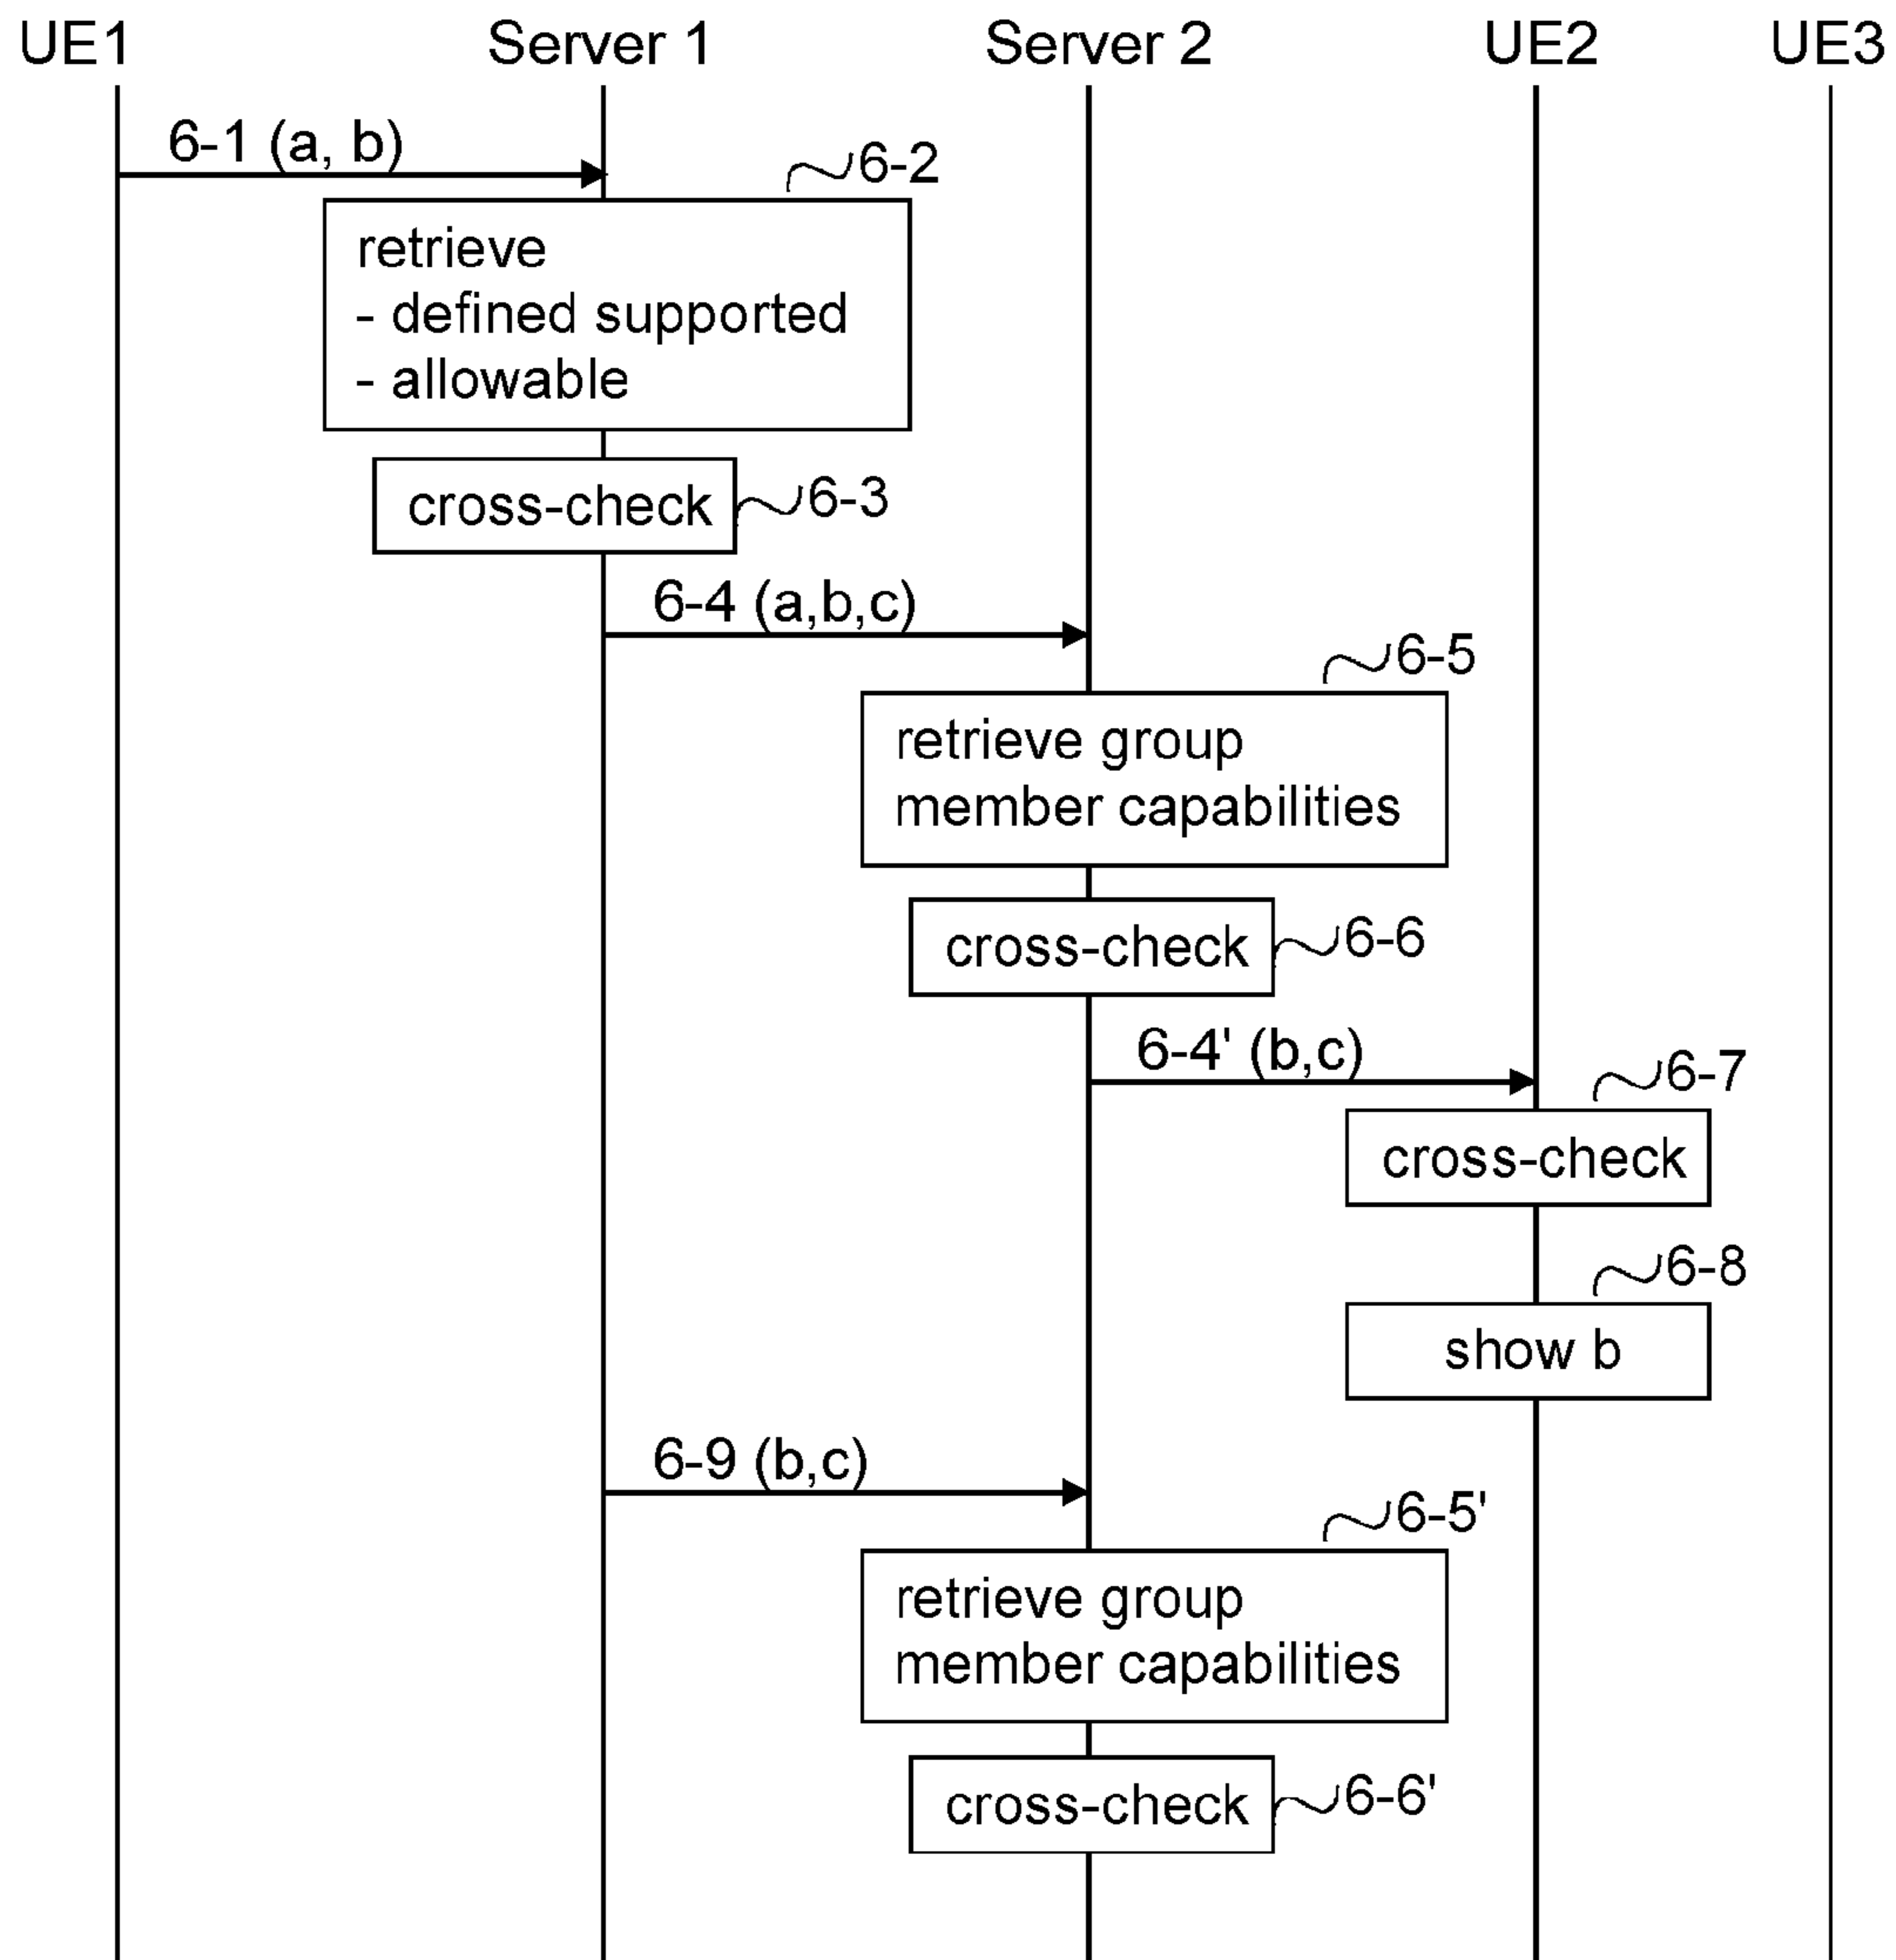 UE1 Server 1 Server 2 UE2 UE3
6-1 (a, b)
6-2
retrieve
- defined supported
- allowable
cross-check
6-3
6-4 (a,b,c)
6-5
retrieve group
member capabilities
cross-check
6-6
6-4' (b,c)
6-7
cross-check
6-8
show b
6-9 (b,c)
6-5'
retrieve group
member capabilities
cross-check
6-6'